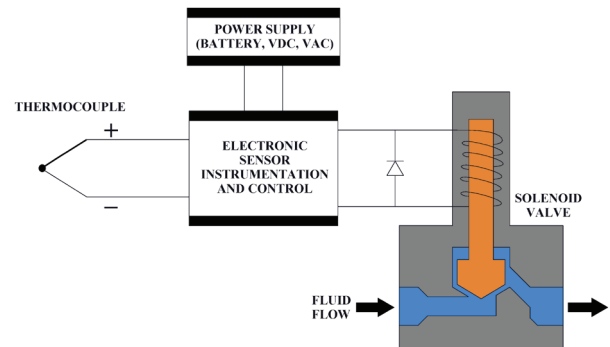 POWER SUPPLY
(BATTERY, VDC, VAC)
THERMOCOUPLE
+
ELECTRONIC
SENSOR
INSTRUMENTATION
AND CONTROL
–
SOLENOID
VALVE
FLUID
FLOW